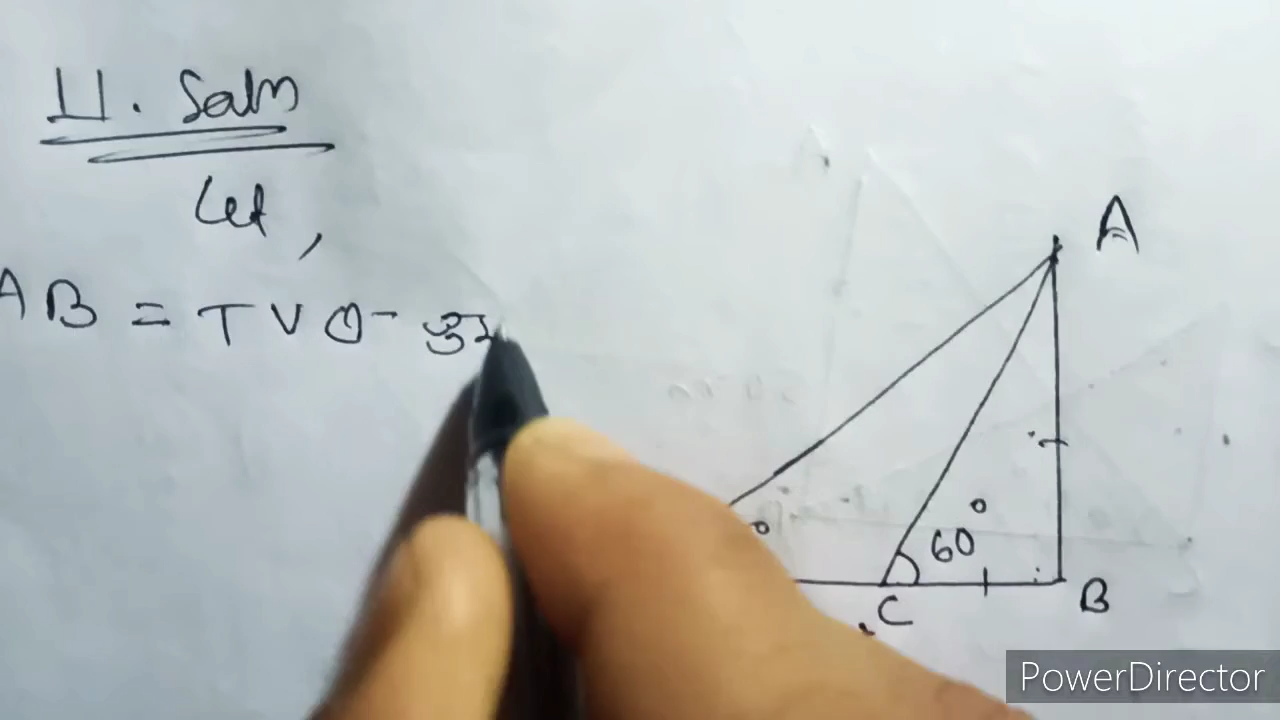 11. Soln
Let,
AB = TV टा
A
60°
C
B
PowerDirector